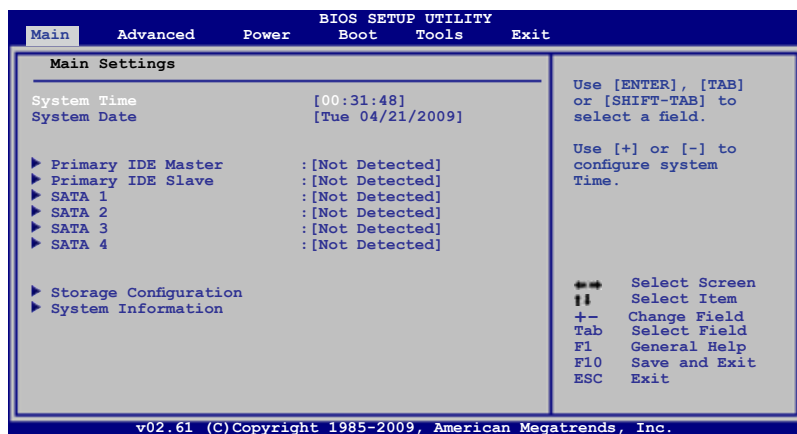 BIOS SETUP UTILITY
Main Advanced Power Boot Tools Exit
Main Settings
System Time [00:31:48]
System Date [Tue 04/21/2009]
Primary IDE Master :[Not Detected]
Primary IDE Slave :[Not Detected]
SATA 1 :[Not Detected]
SATA 2 :[Not Detected]
SATA 3 :[Not Detected]
SATA 4 :[Not Detected]
Storage Configuration
System Information
Use [ENTER], [TAB]
or [SHIFT-TAB] to
select a field.
Use [+] or [-] to
configure system
Time.
←→ Select Screen
↑↓ Select Item
+- Change Field
Tab Select Field
F1 General Help
F10 Save and Exit
ESC Exit
v02.61 (C)Copyright 1985-2009, American Megatrends, Inc.